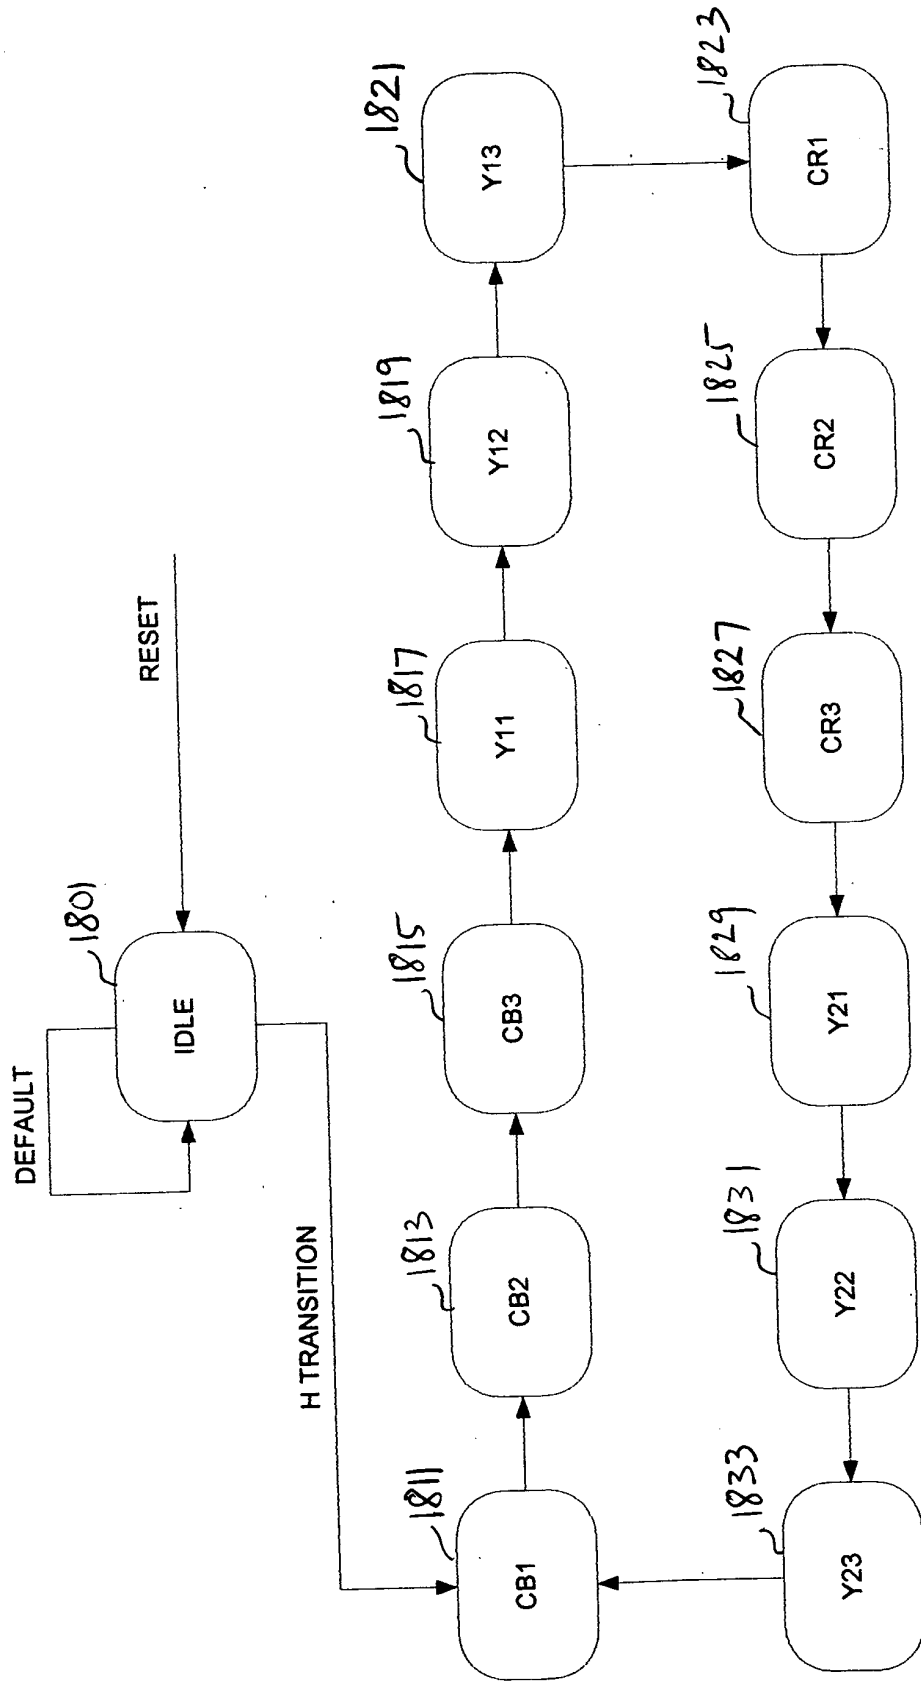 RESET
1801
IDLE
DEFAULT
H TRANSITION
1811
CB1
1813
CB2
1815
CB3
1817
Y11
1819
Y12
1821
Y13
1823
CR1
1825
CR2
1827
CR3
1829
Y21
1831
Y22
1833
Y23